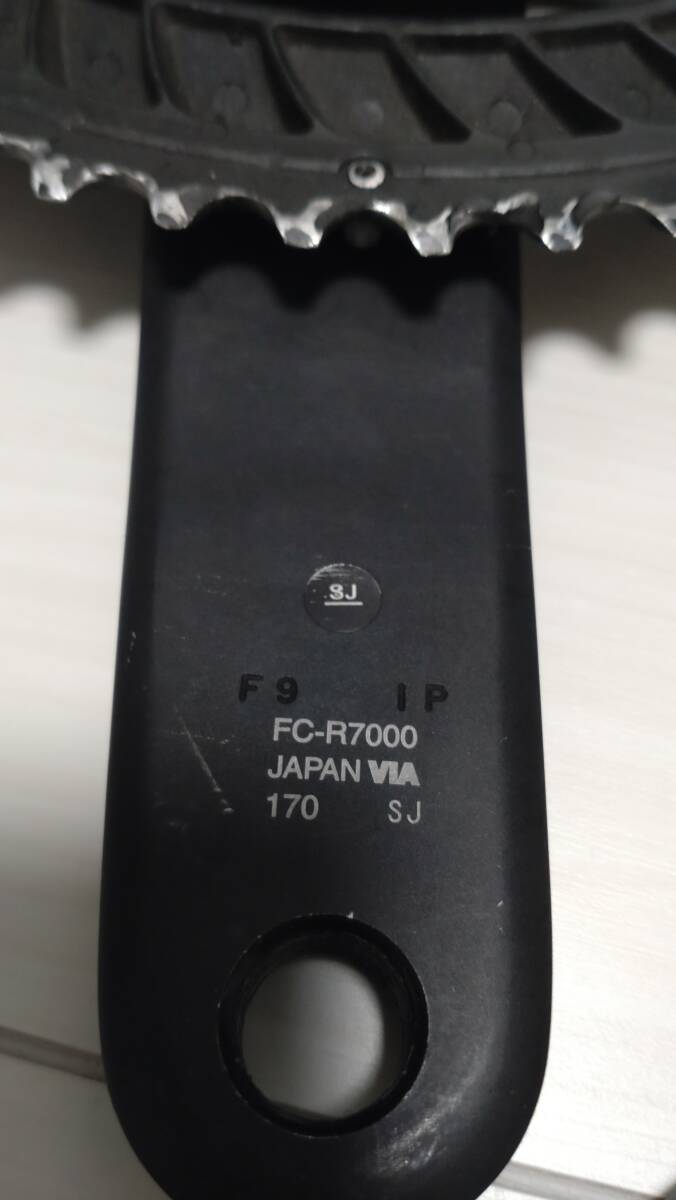 SJ
F9 IP
FC-R7000
JAPAN VIA
170 SJ